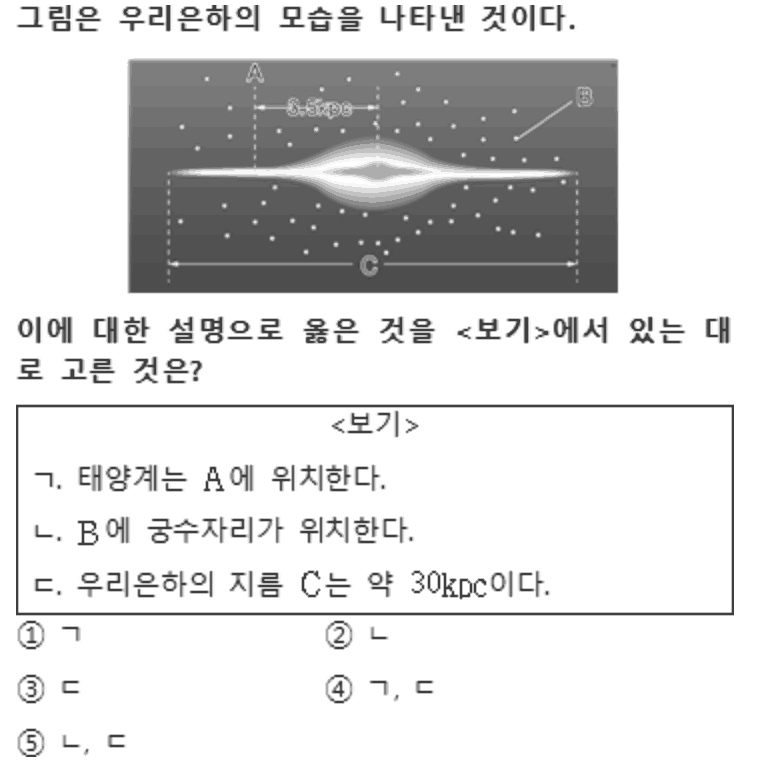 그림은 우리은하의 모습을 나타낸 것이다.
A
8.5kpc
B
C
이에 대한 설명으로 옳은 것을 <보기>에서 있는 대
로 고른 것은?
<보기>
ㄱ. 태양계는 A에 위치한다.
ㄴ. B에 궁수자리가 위치한다.
ㄷ. 우리은하의 지름 C는 약 30kpc이다.
① ㄱ
② ㄴ
③ ㄷ
④ ㄱ, ㄷ
⑤ ㄴ, ㄷ